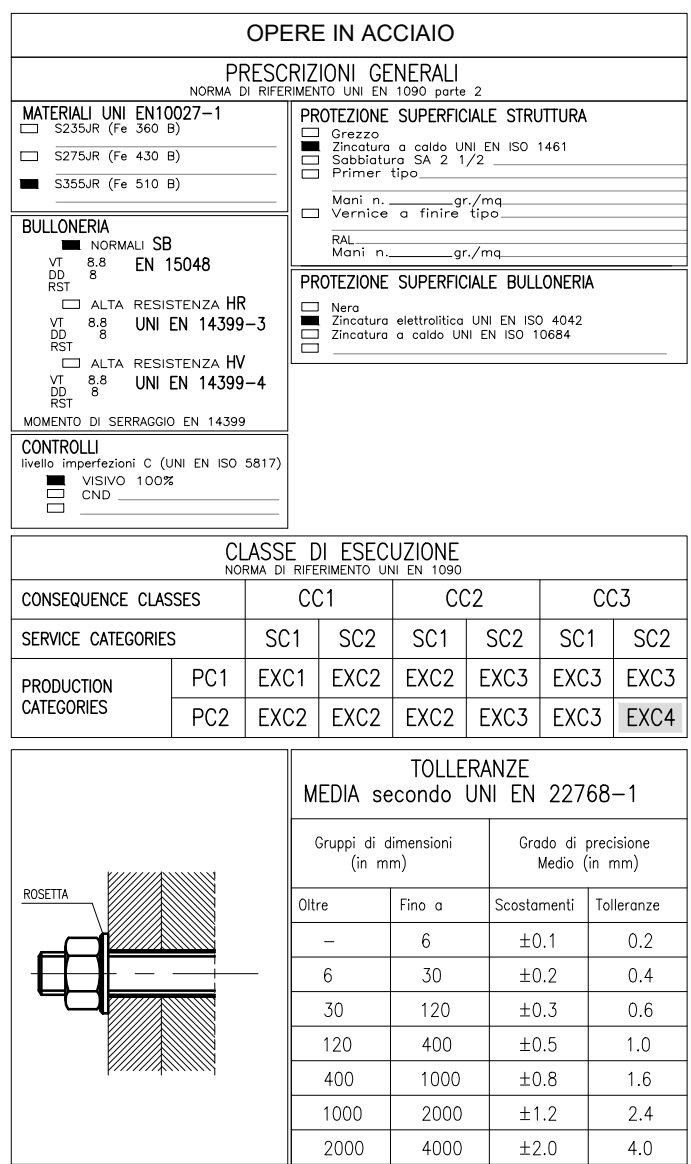 OPERE IN ACCIAIO
PRESCRIZIONI GENERALI
NORMA DI RIFERIMENTO UNI EN 1090 parte 2
MATERIALI UNI EN10027-1
S235JR (Fe 360 B)
S275JR (Fe 430 B)
S355JR (Fe 510 B)
BULLONERIA
NORMALI SB
VT 8.8 EN 15048
DD 8
RST
ALTA RESISTENZA HR
VT 8.8 UNI EN 14399-3
DD 8
RST
ALTA RESISTENZA HV
VT 8.8 UNI EN 14399-4
DD 8
RST
MOMENTO DI SERRAGGIO EN 14399
CONTROLLI
livello imperfezioni C (UNI EN ISO 5817)
VISIVO 100%
CND
PROTEZIONE SUPERFICIALE STRUTTURA
Grezzo
Zincatura a caldo UNI EN ISO 1461
Sabbiatura SA 2 1/2
Primer tipo
Mani n. gr./mq
Vernice a finire tipo
RAL
Mani n. gr./mq
PROTEZIONE SUPERFICIALE BULLONERIA
Nera
Zincatura elettrolitica UNI EN ISO 4042
Zincatura a caldo UNI EN ISO 10684
CLASSE DI ESECUZIONE
NORMA DI RIFERIMENTO UNI EN 1090
CONSEQUENCE CLASSES CC1 CC2 CC3
SERVICE CATEGORIES SC1 SC2 SC1 SC2 SC1 SC2
PRODUCTION CATEGORIES PC1 EXC1 EXC2 EXC2 EXC3 EXC3 EXC3
PC2 EXC2 EXC2 EXC2 EXC3 EXC3 EXC4
ROSETTA
TOLLERANZE
MEDIA secondo UNI EN 22768-1
Gruppi di dimensioni (in mm) Grado di precisione Medio (in mm)
Oltre Fino a Scostamenti Tolleranze
– 6 ±0.1 0.2
6 30 ±0.2 0.4
30 120 ±0.3 0.6
120 400 ±0.5 1.0
400 1000 ±0.8 1.6
1000 2000 ±1.2 2.4
2000 4000 ±2.0 4.0